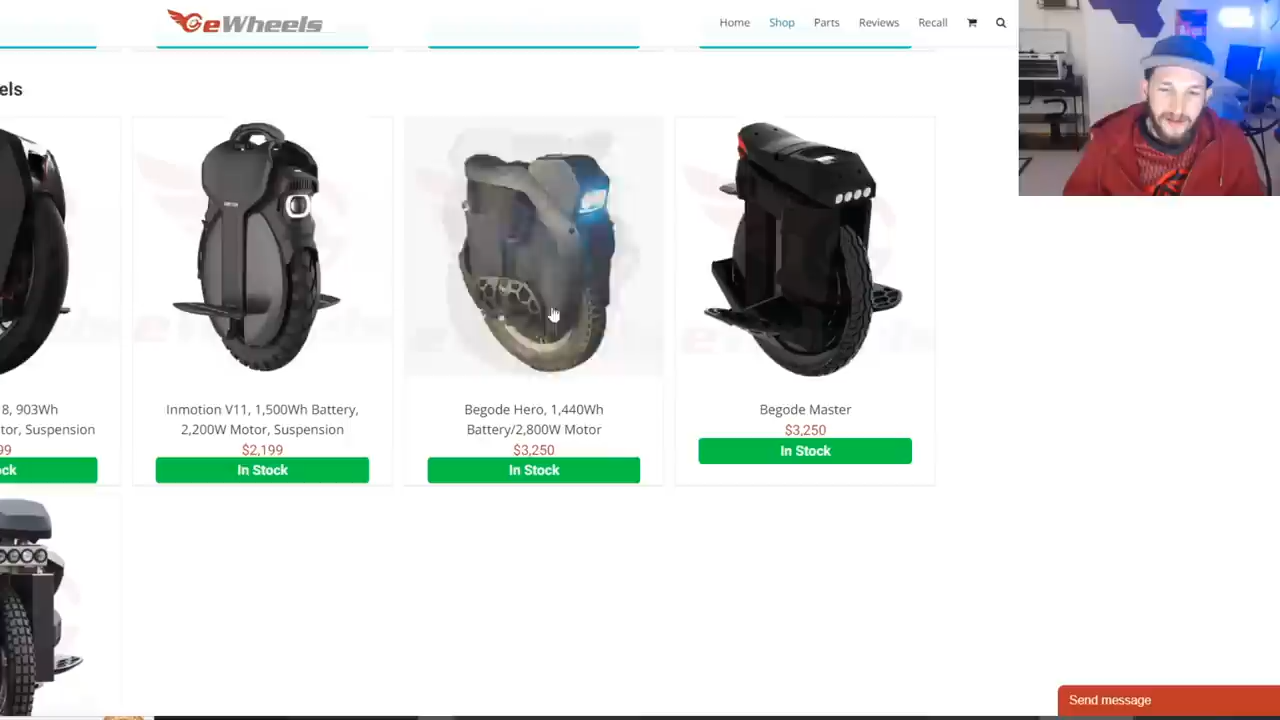 eWheels
Home Shop Parts Reviews Recall
els
8, 903Wh
tor, Suspension
99
ck
Inmotion V11, 1,500Wh Battery,
2,200W Motor, Suspension
$2,199
In Stock
Begode Hero, 1,440Wh
Battery/2,800W Motor
$3,250
In Stock
Begode Master
$3,250
In Stock
Send message